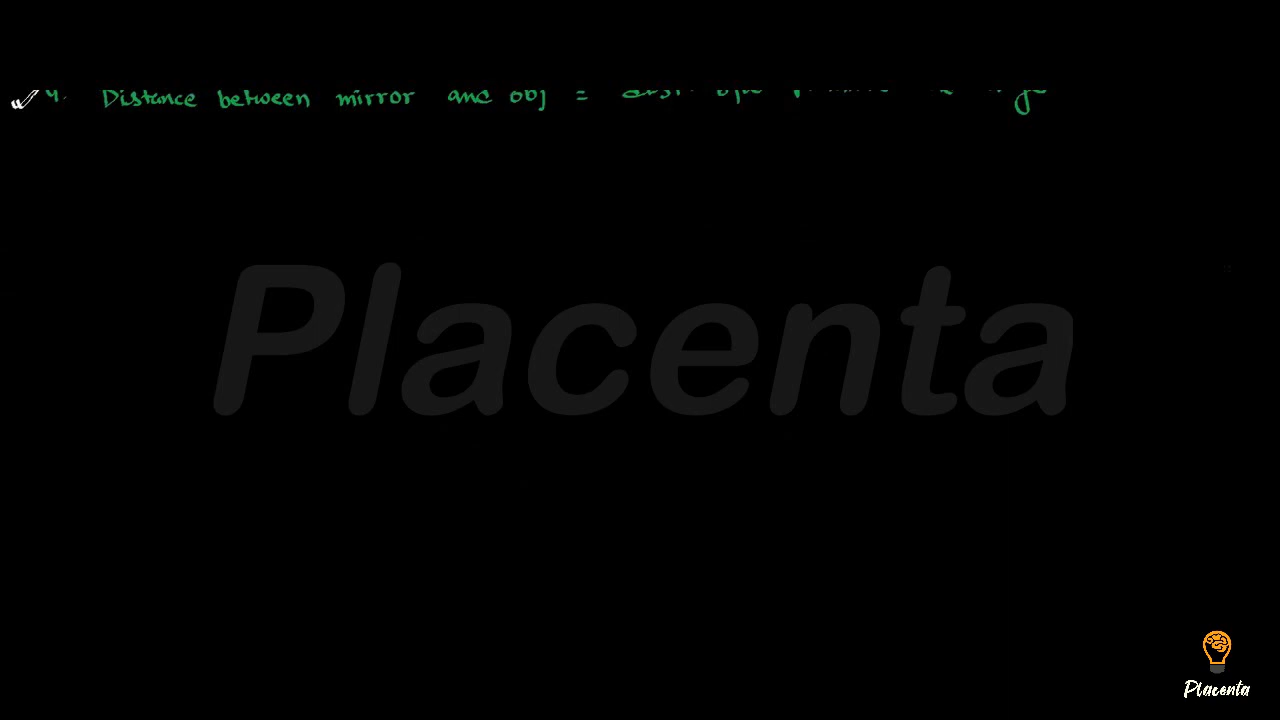 4. Distance between mirror and obj =
Placenta
Placenta